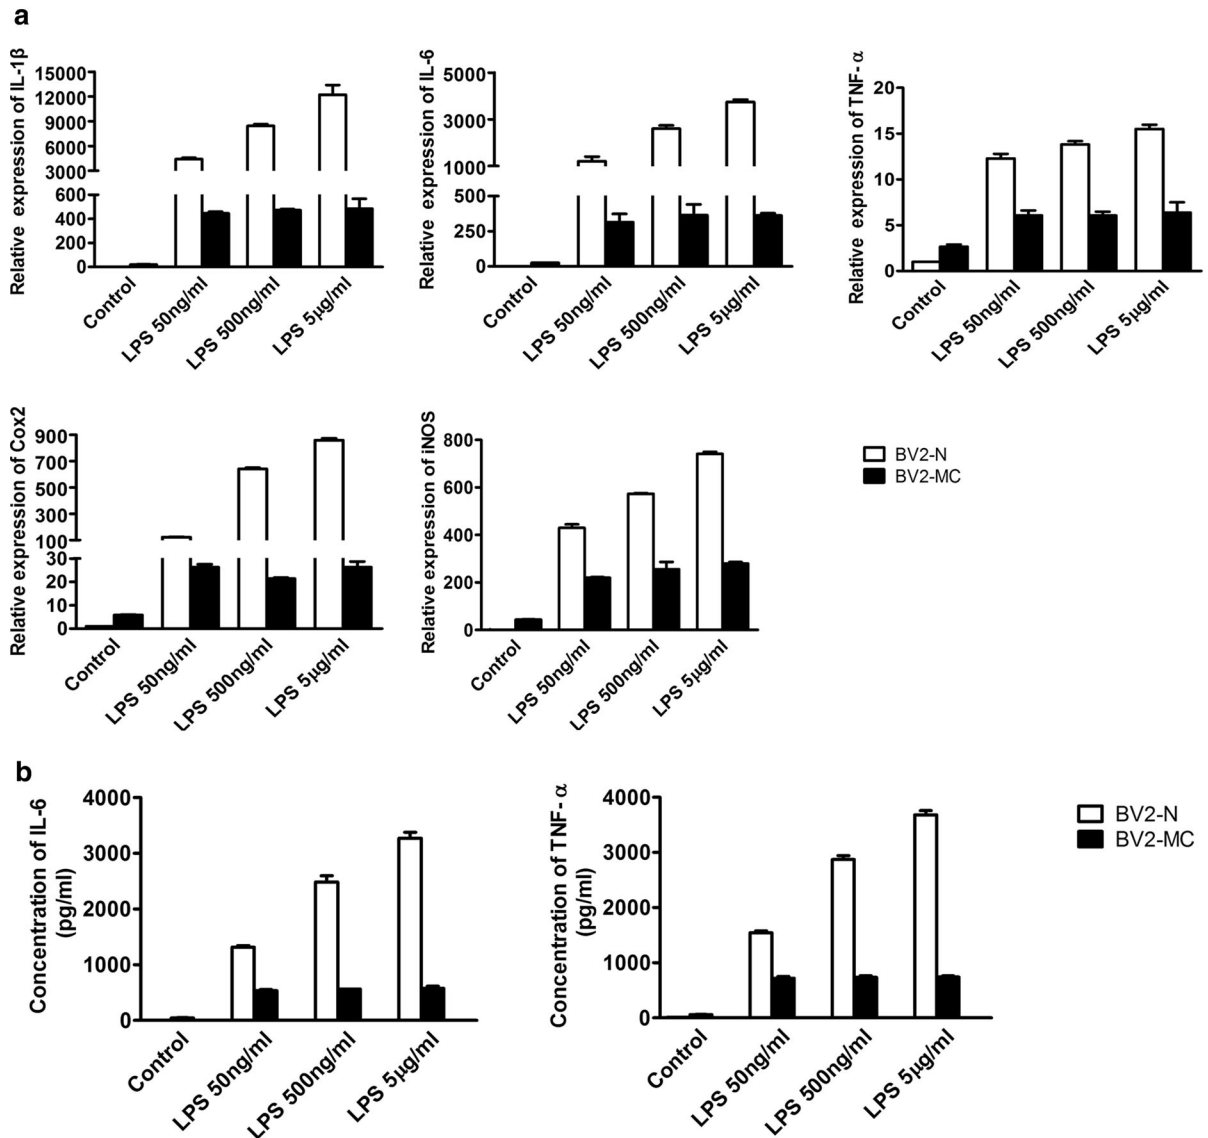 a
Relative expression of IL-1β
15000
12000
9000
6000
3000
600
400
200
0
Control
LPS 50ng/ml
LPS 500ng/ml
LPS 5μg/ml
Relative expression of IL-6
5000
3000
1000
500
250
0
Control
LPS 50ng/ml
LPS 500ng/ml
LPS 5μg/ml
Relative expression of TNF-α
20
15
10
5
0
Control
LPS 50ng/ml
LPS 500ng/ml
LPS 5μg/ml
Relative expression of Cox2
900
700
500
300
100
30
20
10
0
Control
LPS 50ng/ml
LPS 500ng/ml
LPS 5μg/ml
Relative expression of iNOS
800
600
400
200
0
Control
LPS 50ng/ml
LPS 500ng/ml
LPS 5μg/ml
BV2-N
BV2-MC
b
Concentration of IL-6
(pg/ml)
4000
3000
2000
1000
0
Control
LPS 50ng/ml
LPS 500ng/ml
LPS 5μg/ml
Concentration of TNF-α
(pg/ml)
4000
3000
2000
1000
0
Control
LPS 50ng/ml
LPS 500ng/ml
LPS 5μg/ml
BV2-N
BV2-MC